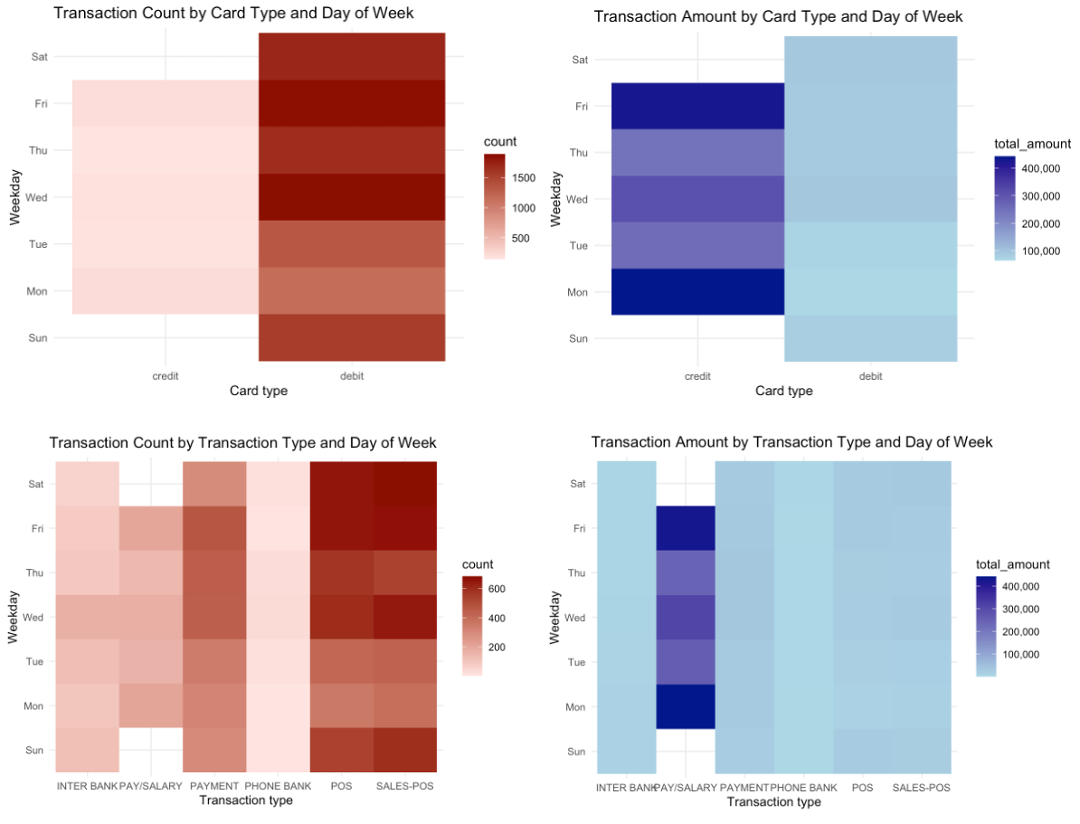 Transaction Count by Card Type and Day of Week
Sat
Fri
Thu
Wed
Tue
Mon
Sun
Weekday
credit
debit
Card type
count
1500
1000
500
Transaction Amount by Card Type and Day of Week
Sat
Fri
Thu
Wed
Tue
Mon
Sun
Weekday
credit
debit
Card type
total_amount
400,000
300,000
200,000
100,000
Transaction Count by Transaction Type and Day of Week
Sat
Fri
Thu
Wed
Tue
Mon
Sun
Weekday
INTER BANK
PAY/SALARY
PAYMENT
PHONE BANK
POS
SALES-POS
Transaction type
count
600
400
200
Transaction Amount by Transaction Type and Day of Week
Sat
Fri
Thu
Wed
Tue
Mon
Sun
Weekday
INTER BANK
PAY/SALARY
PAYMENT
PHONE BANK
POS
SALES-POS
Transaction type
total_amount
400,000
300,000
200,000
100,000